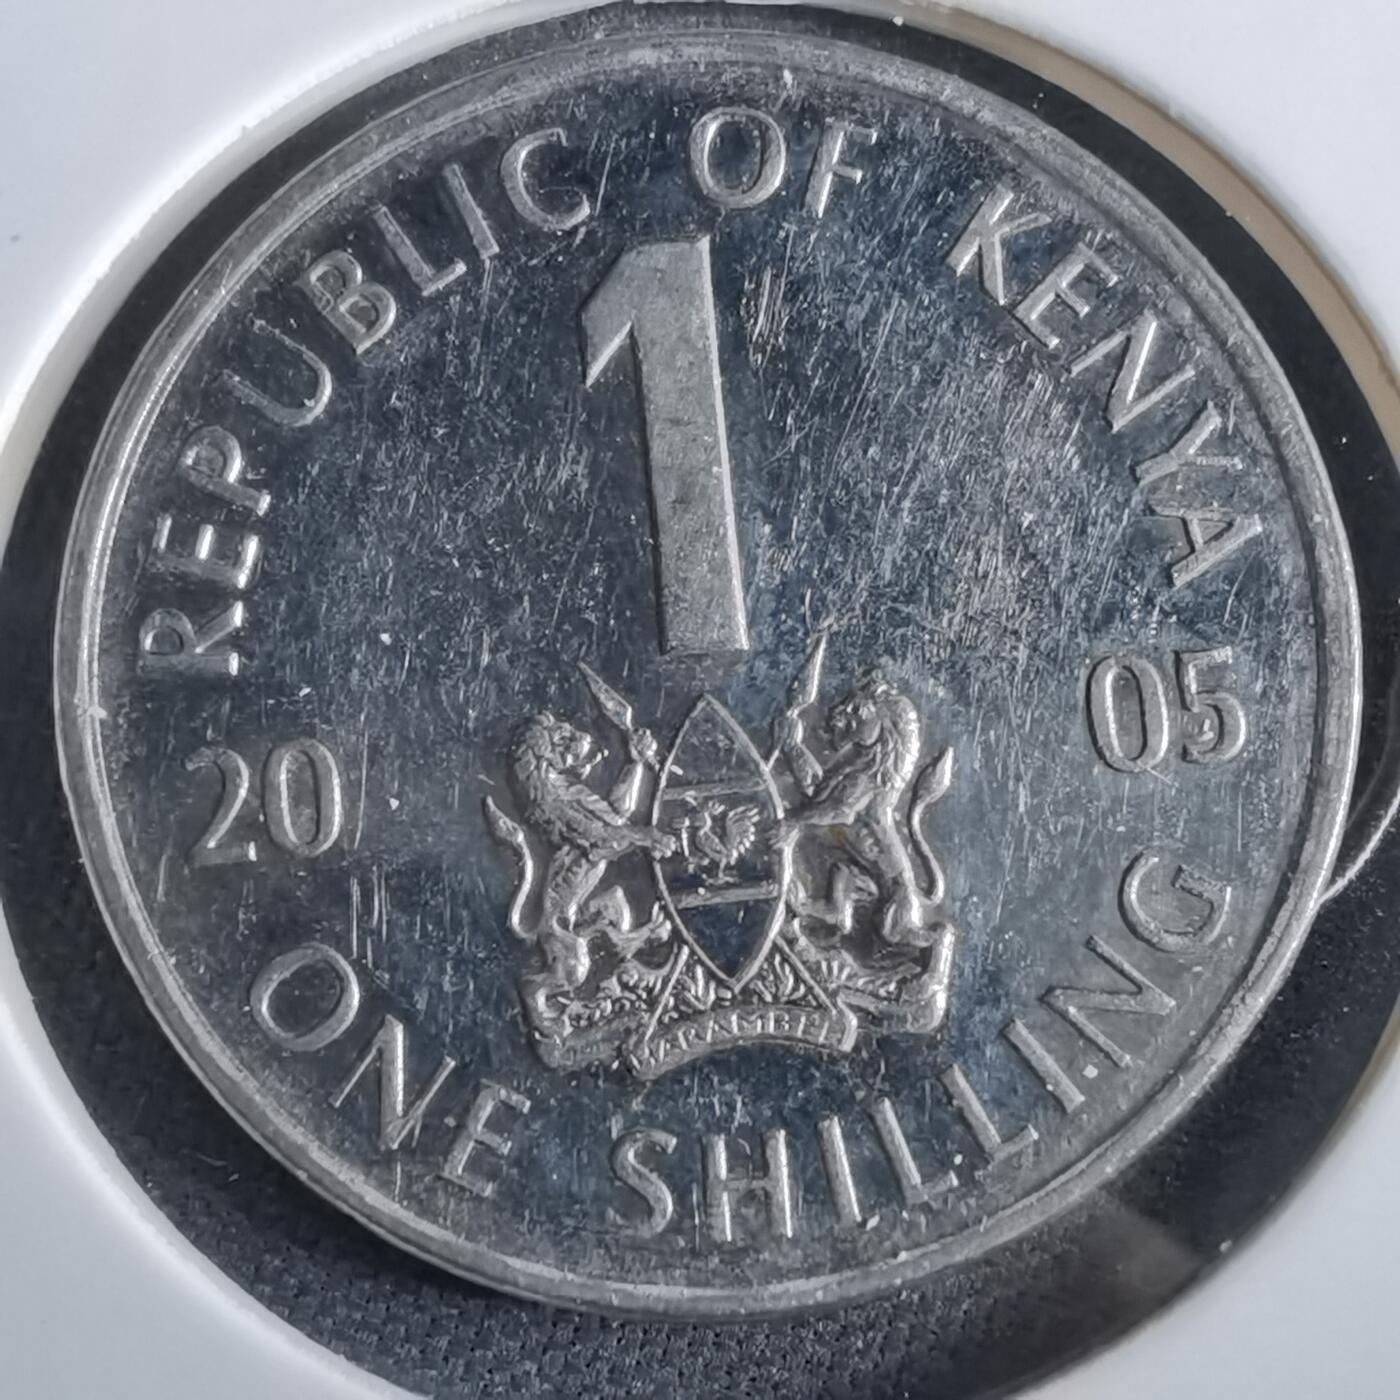 REPUBLIC OF KENYA
1
20 05
HARAMBEE
ONE SHILLING